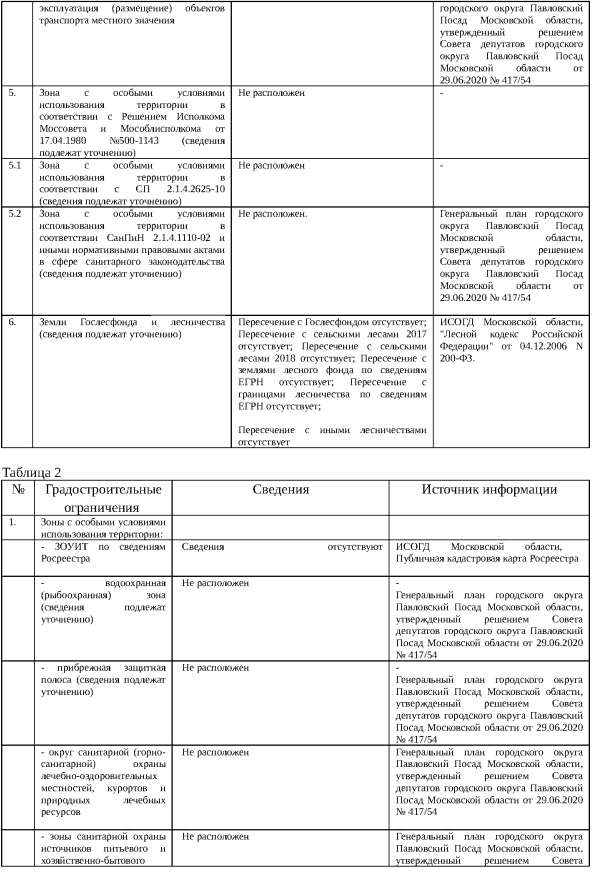 эксплуатация (размещение) объектов
транспорта местного значения
городского округа Павловский
Посад Московской области,
утвержденный решением
Совета депутатов городского
округа Павловский Посад
Московской области от
29.06.2020 № 417/54
5.
Зона с особыми условиями
использования территории в
соответствии с Решением Исполкома
Моссовета и Мособлисполкома от
17.04.1980 №500-1143 (сведения
подлежат уточнению)
Не расположен
-
5.1
Зона с особыми условиями
использования территории в
соответствии с СП 2.1.4.2625-10
(сведения подлежат уточнению)
Не расположен
-
5.2
Зона с особыми условиями
использования территории в
соответствии СанПиН 2.1.4.1110-02 и
иными нормативными правовыми актами
в сфере санитарного законодательства
(сведения подлежат уточнению)
Не расположен.
Генеральный план городского
округа Павловский Посад
Московской области,
утвержденный решением
Совета депутатов городского
округа Павловский Посад
Московской области от
29.06.2020 № 417/54
6.
Земли Гослесфонда и лесничества
(сведения подлежат уточнению)
Пересечение с Гослесфондом отсутствует;
Пересечение с сельскими лесами 2017
отсутствует; Пересечение с сельскими
лесами 2018 отсутствует; Пересечение с
землями лесного фонда по сведениям
ЕГРН отсутствует; Пересечение с
границами лесничества по сведениям
ЕГРН отсутствует;
Пересечение с иными лесничествами
отсутствует
ИСОГД Московской области,
"Лесной кодекс Российской
Федерации" от 04.12.2006 N
200-ФЗ.
Таблица 2
№
Градостроительные
ограничения
Сведения
Источник информации
1.
Зоны с особыми условиями
использования территории:
- ЗОУИТ по сведениям
Росреестра
Сведения отсутствуют
ИСОГД Московской области,
Публичная кадастровая карта Росреестра
- водоохранная
(рыбоохранная) зона
(сведения подлежат
уточнению)
Не расположен
-
Генеральный план городского округа
Павловский Посад Московской области,
утвержденный решением Совета
депутатов городского округа Павловский
Посад Московской области от 29.06.2020
№ 417/54
- прибрежная защитная
полоса (сведения подлежат
уточнению)
Не расположен
-
Генеральный план городского округа
Павловский Посад Московской области,
утвержденный решением Совета
депутатов городского округа Павловский
Посад Московской области от 29.06.2020
№ 417/54
- округ санитарной (горно-
санитарной) охраны
лечебно-оздоровительных
местностей, курортов и
природных лечебных
ресурсов
Не расположен
Генеральный план городского округа
Павловский Посад Московской области,
утвержденный решением Совета
депутатов городского округа Павловский
Посад Московской области от 29.06.2020
№ 417/54
- зоны санитарной охраны
источников питьевого и
хозяйственно-бытового
Не расположен
Генеральный план городского округа
Павловский Посад Московской области,
утвержденный решением Совета